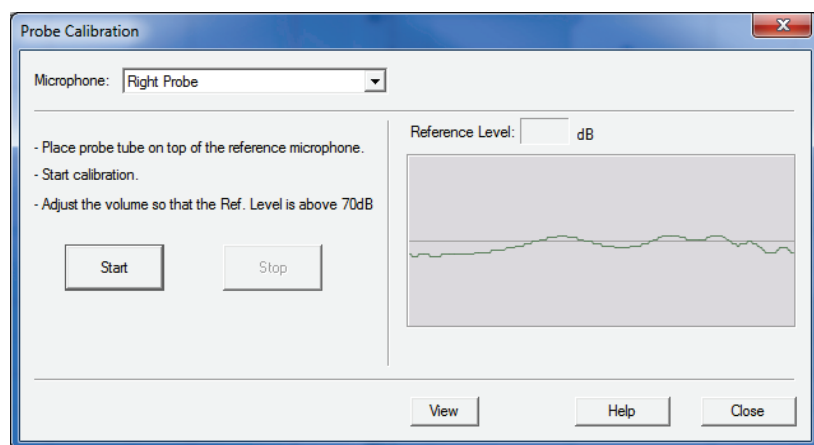 Probe Calibration
Microphone: Right Probe
- Place probe tube on top of the reference microphone.
- Start calibration.
- Adjust the volume so that the Ref. Level is above 70dB
Start Stop
Reference Level: dB
View Help Close